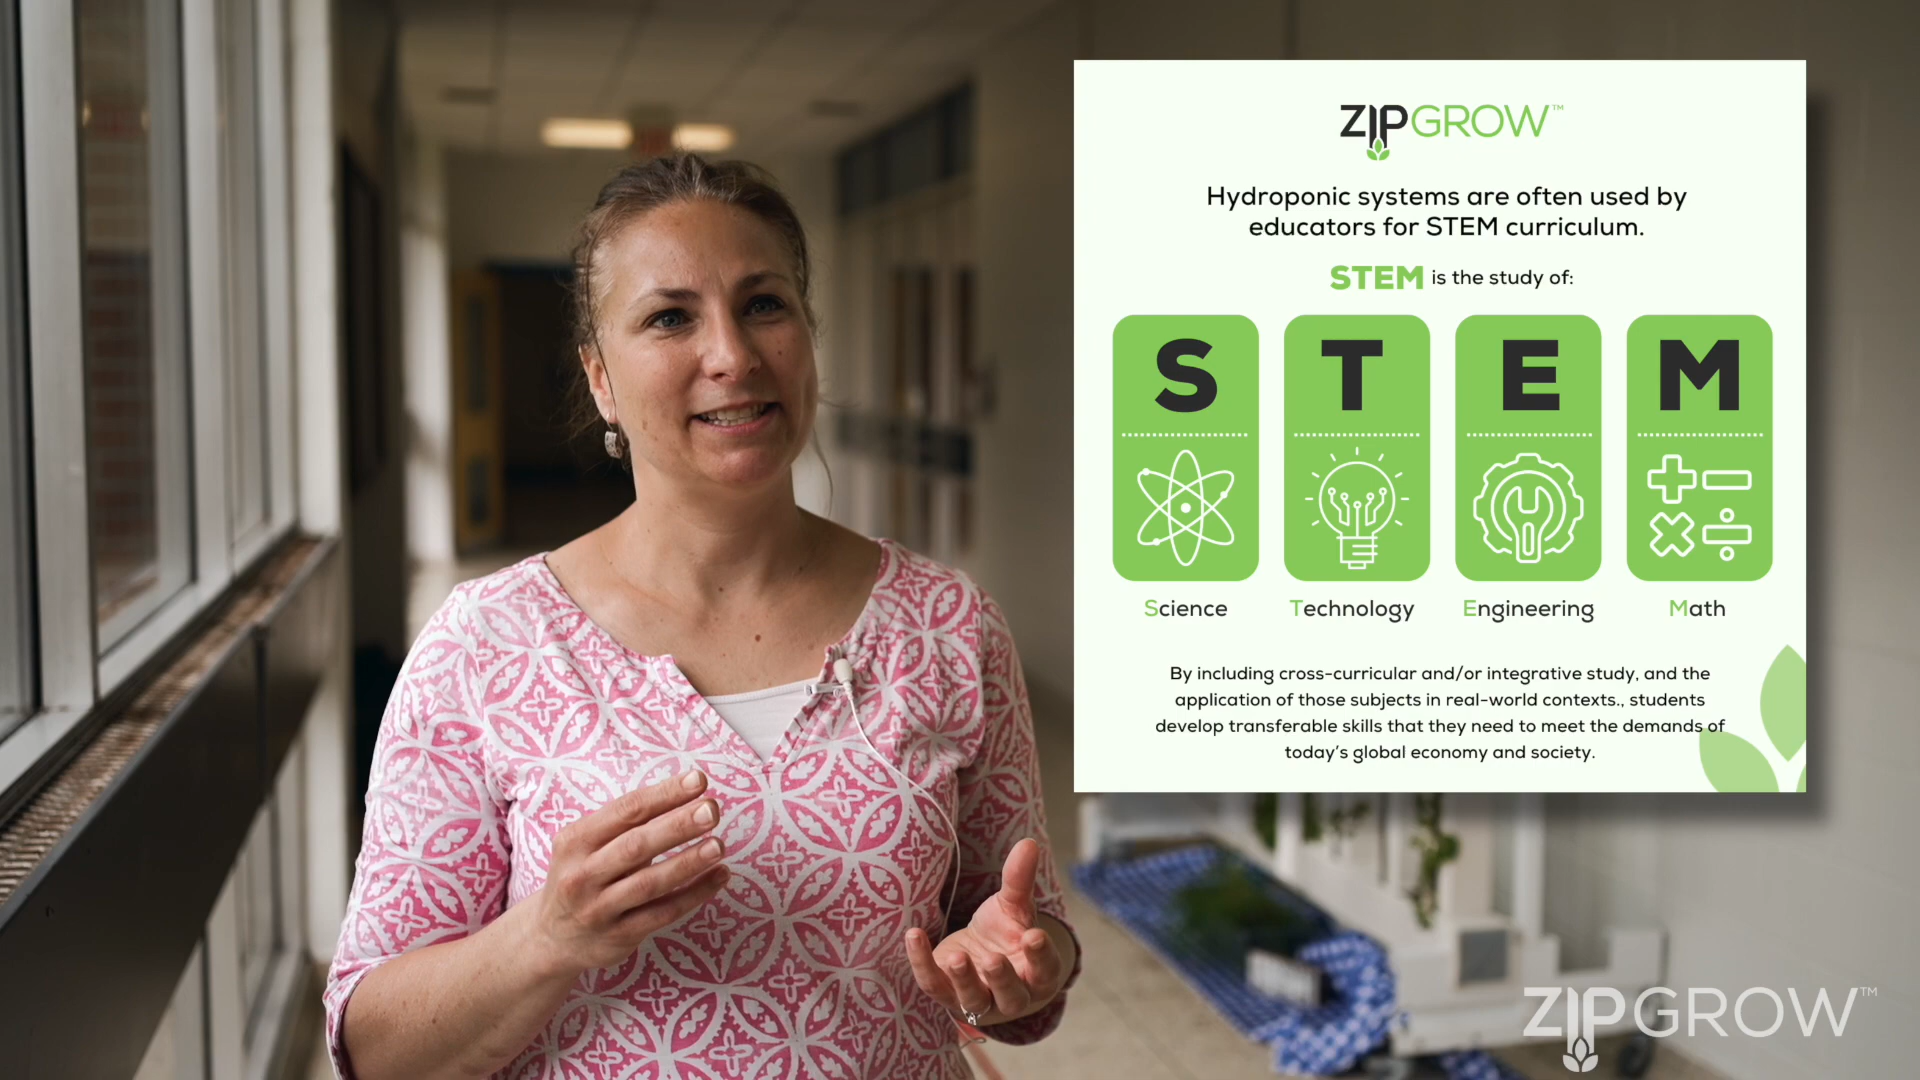 ZIPGROW™
Hydroponic systems are often used by
educators for STEM curriculum.
STEM is the study of:
S T E M
Science Technology Engineering Math
By including cross-curricular and/or integrative study, and the
application of those subjects in real-world contexts., students
develop transferable skills that they need to meet the demands of
today's global economy and society.
ZIPGROW™